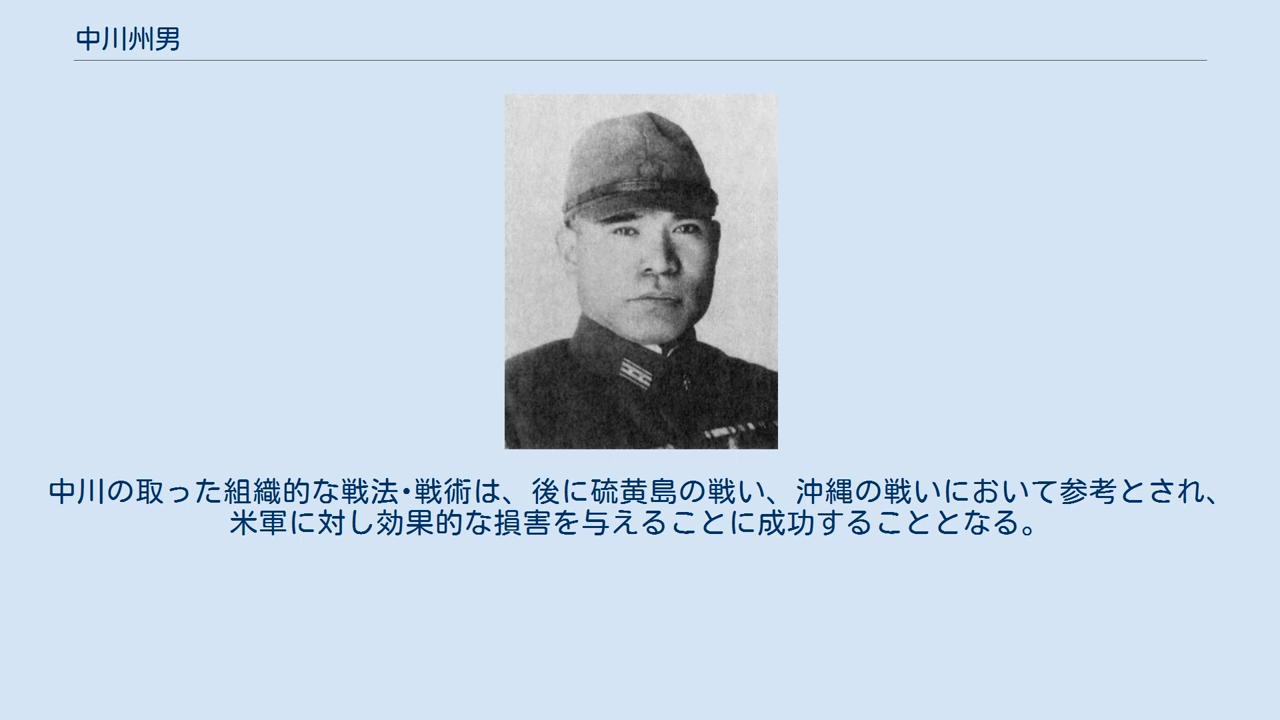 中川州男
中川の取った組織的な戦法・戦術は、後に硫黄島の戦い、沖縄の戦いにおいて参考とされ、
米軍に対し効果的な損害を与えることに成功することとなる。